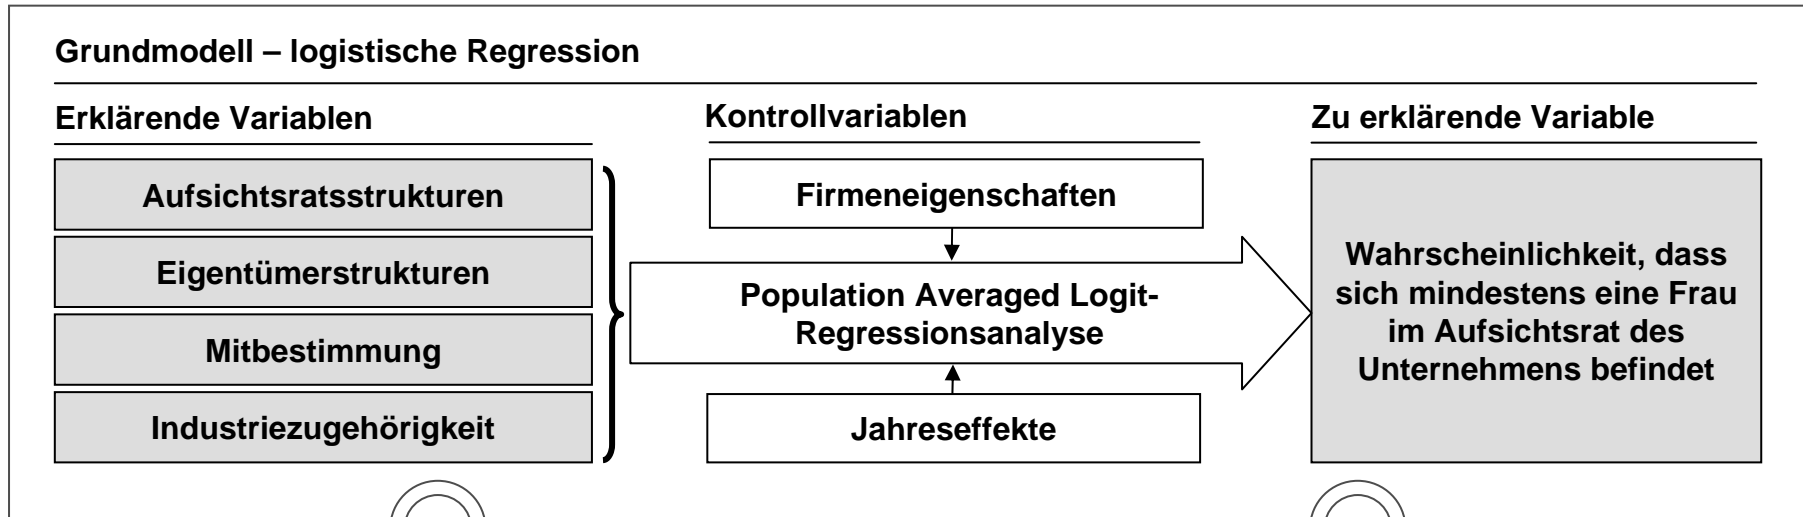 Grundmodell – logistische Regression
Erklärende Variablen
Aufsichtsratsstrukturen
Eigentümerstrukturen
Mitbestimmung
Industriezugehörigkeit
Kontrollvariablen
Firmeneigenschaften
Population Averaged Logit-
Regressionsanalyse
Jahreseffekte
Zu erklärende Variable
Wahrscheinlichkeit, dass
sich mindestens eine Frau
im Aufsichtsrat des
Unternehmens befindet